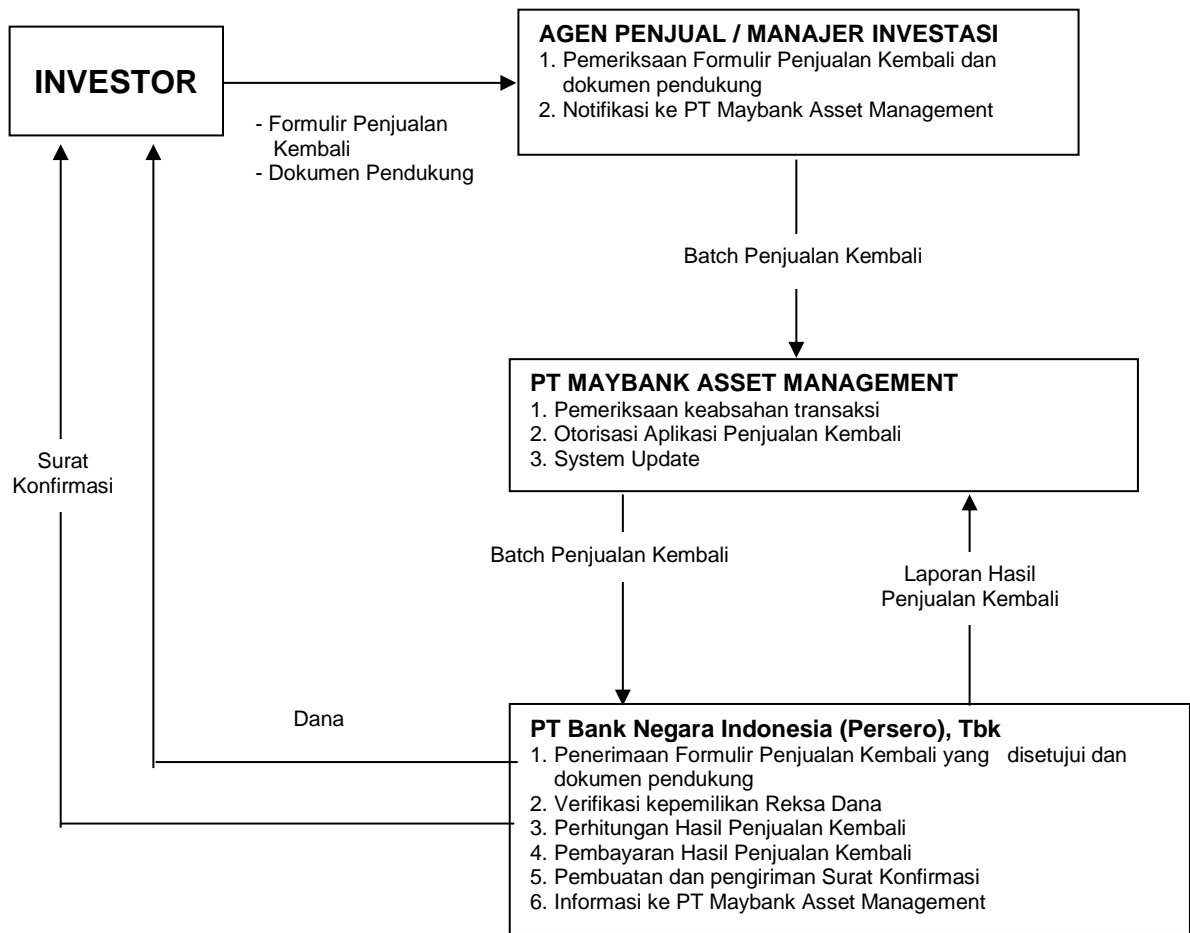 INVESTOR
AGEN PENJUAL / MANAJER INVESTASI
1. Pemeriksaan Formulir Penjualan Kembali dan
dokumen pendukung
2. Notifikasi ke PT Maybank Asset Management
- Formulir Penjualan
Kembali
- Dokumen Pendukung
Batch Penjualan Kembali
PT MAYBANK ASSET MANAGEMENT
1. Pemeriksaan keabsahan transaksi
2. Otorisasi Aplikasi Penjualan Kembali
3. System Update
Surat
Konfirmasi
Batch Penjualan Kembali
Laporan Hasil
Penjualan Kembali
Dana
PT Bank Negara Indonesia (Persero), Tbk
1. Penerimaan Formulir Penjualan Kembali yang disetujui dan
dokumen pendukung
2. Verifikasi kepemilikan Reksa Dana
3. Perhitungan Hasil Penjualan Kembali
4. Pembayaran Hasil Penjualan Kembali
5. Pembuatan dan pengiriman Surat Konfirmasi
6. Informasi ke PT Maybank Asset Management